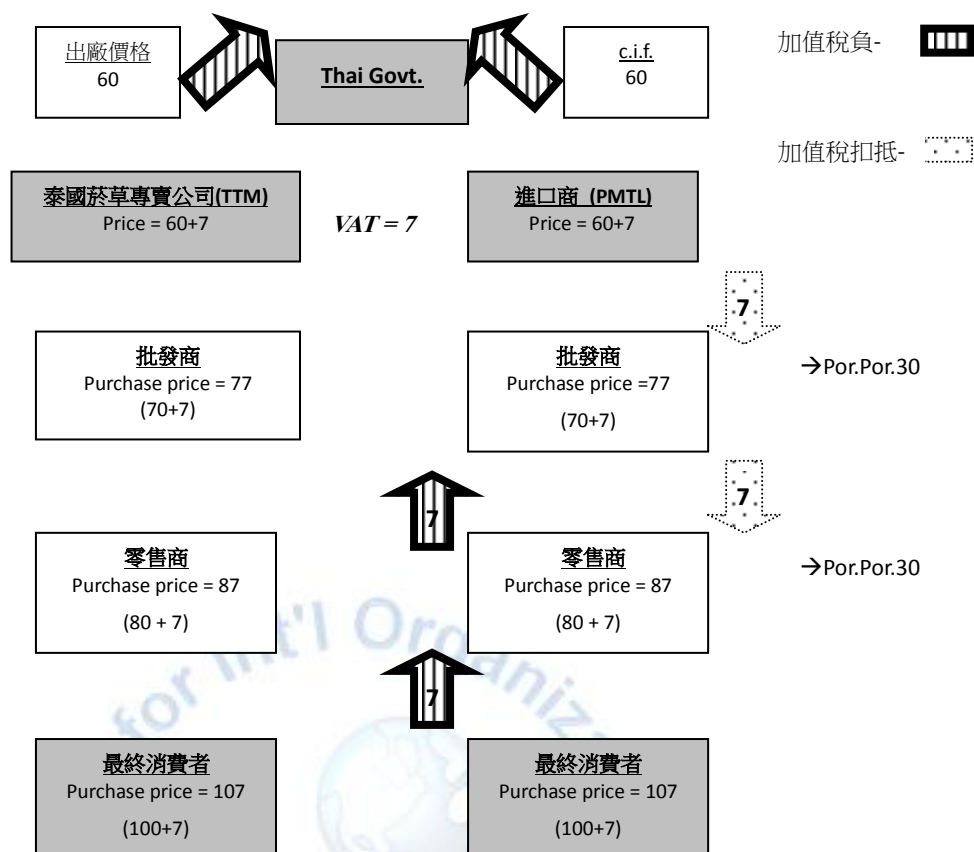 出廠價格
60
Thai Govt.
c.i.f.
60
加值稅負-
加值稅扣抵-
泰國菸草專賣公司(TTM)
Price = 60+7
VAT = 7
進口商 (PMTL)
Price = 60+7
7
批發商
Purchase price = 77
(70+7)
批發商
Purchase price =77
(70+7)
→Por.Por.30
7
7
零售商
Purchase price = 87
(80 + 7)
零售商
Purchase price = 87
(80 + 7)
→Por.Por.30
for Int'l Organiz
7
最終消費者
Purchase price = 107
(100+7)
最終消費者
Purchase price = 107
(100+7)